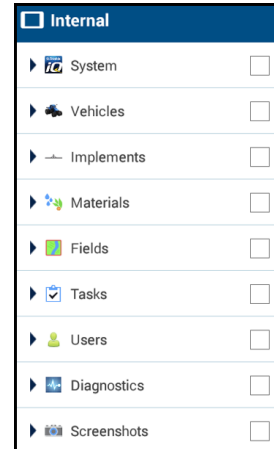 Internal
System
Vehicles
Implements
Materials
Fields
Tasks
Users
Diagnostics
Screenshots